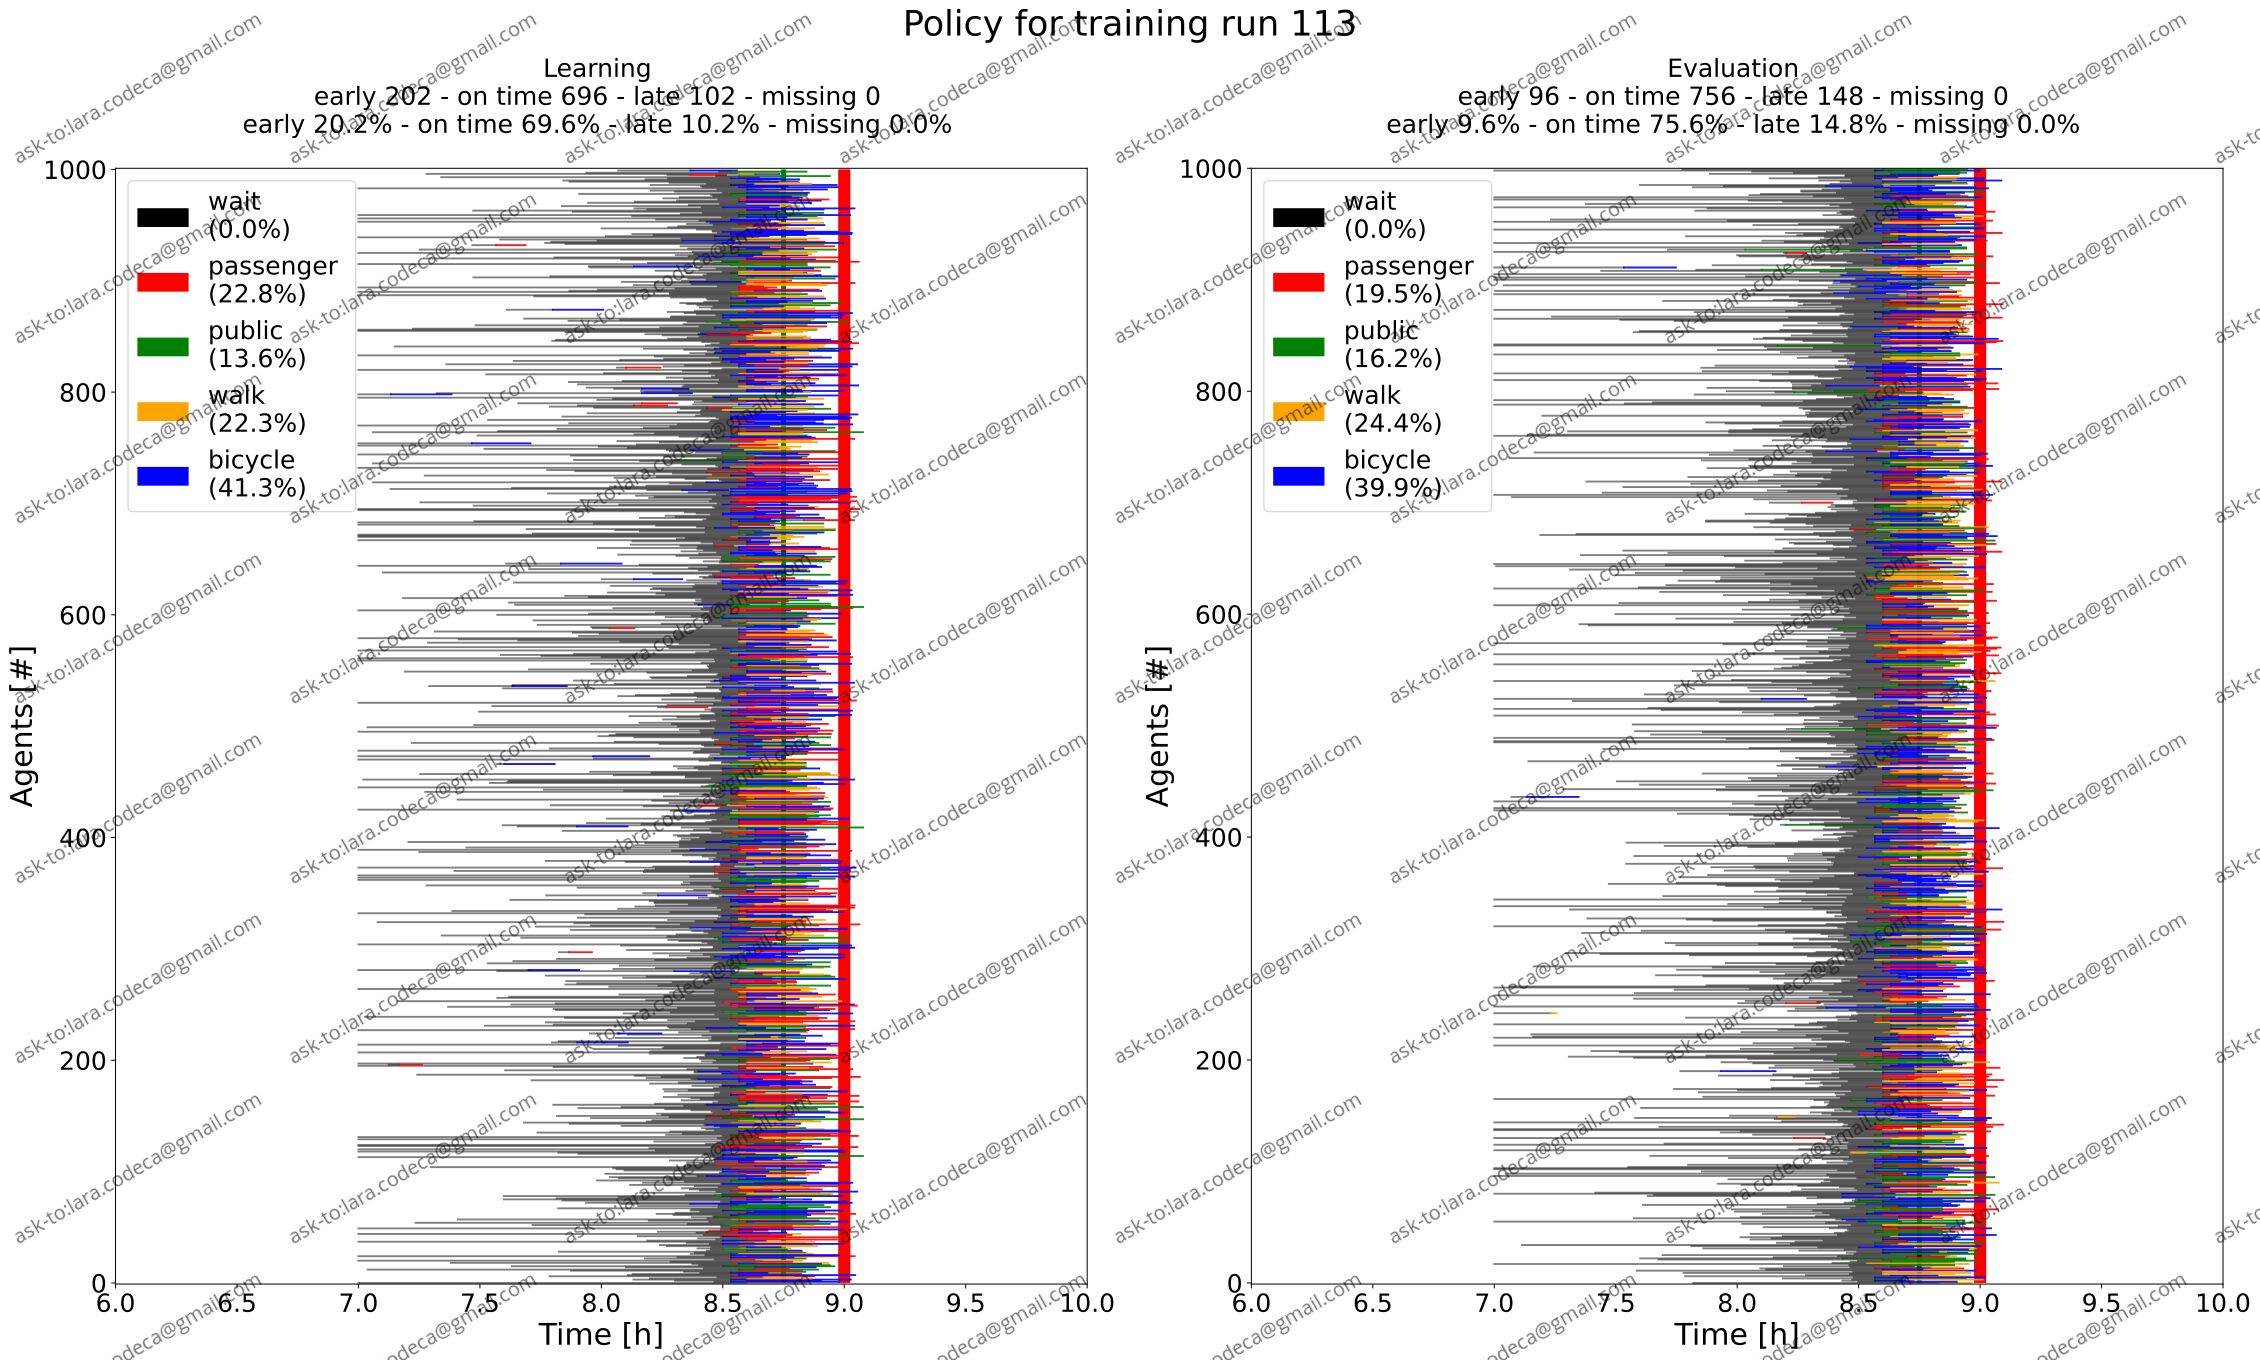 Policy for training run 113
Learning
early 202 - on time 696 - late 102 - missing 0
early 20.2% - on time 69.6% - late 10.2% - missing 0.0%
1000
800
600
400
200
0
Agents [#]
wait
(0.0%)
passenger
(22.8%)
public
(13.6%)
walk
(22.3%)
bicycle
(41.3%)
6.0 6.5 7.0 7.5 8.0 8.5 9.0 9.5 10.0
Time [h]
Evaluation
early 96 - on time 756 - late 148 - missing 0
early 9.6% - on time 75.6% - late 14.8% - missing 0.0%
1000
800
600
400
200
0
Agents [#]
wait
(0.0%)
passenger
(19.5%)
public
(16.2%)
walk
(24.4%)
bicycle
(39.9%)
6.0 6.5 7.0 7.5 8.0 8.5 9.0 9.5 10.0
Time [h]
ask-to:lara.codeca@gmail.com